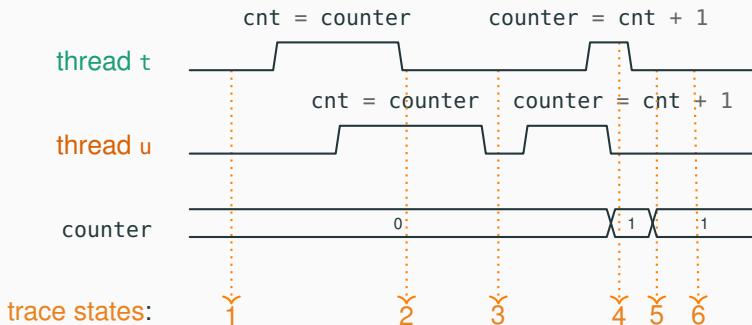 cnt = counter counter = cnt + 1
thread t
cnt = counter counter = cnt + 1
thread u
counter 0 1 1
trace states: 1 2 3 4 5 6